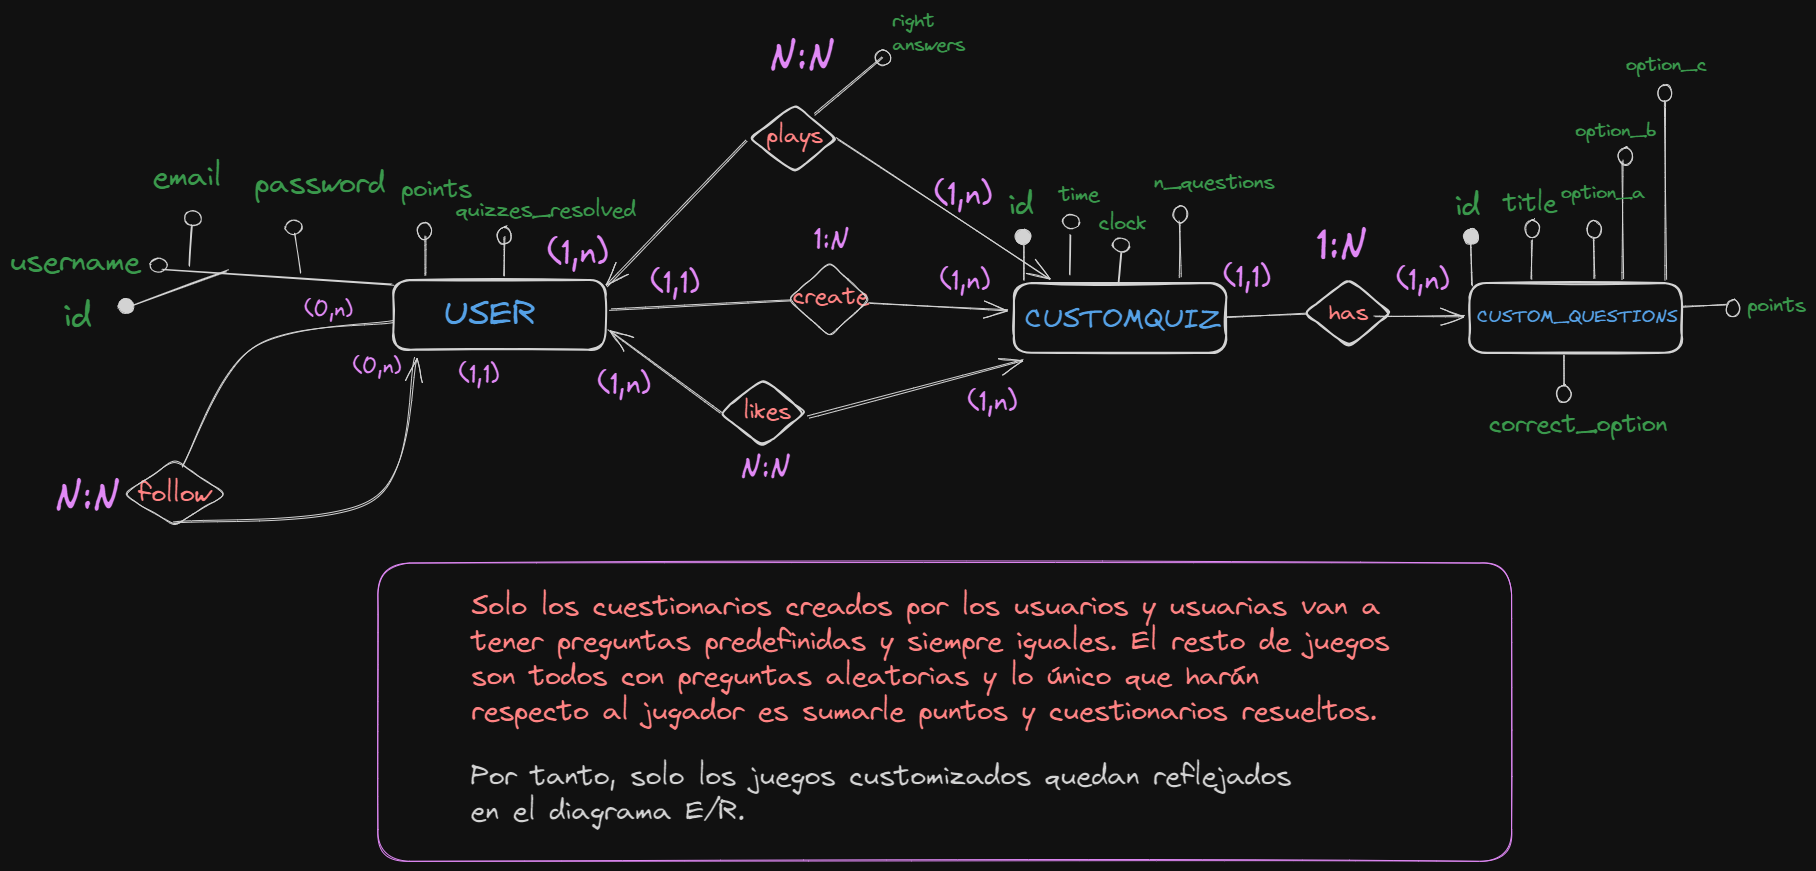 right
answers
N:N
plays
option_c
option_b
email
password
points
quizzes_resolved
(1,n)
id
time
clock
n_questions
id
title
option_a
username
id
(0,n)
(1,n)
(1,1)
1:N
create
(1,n)
(1,1)
1:N
has
(1,n)
USER
CUSTOMQUIZ
CUSTOM_QUESTIONS
points
(0,n)
(1,1)
(1,n)
likes
N:N
(1,n)
correct_option
N:N
follow
Solo los cuestionarios creados por los usuarios y usuarias van a
tener preguntas predefinidas y siempre iguales. El resto de juegos
son todos con preguntas aleatorias y lo único que harán
respecto al jugador es sumarle puntos y cuestionarios resueltos.
Por tanto, solo los juegos customizados quedan reflejados
en el diagrama E/R.